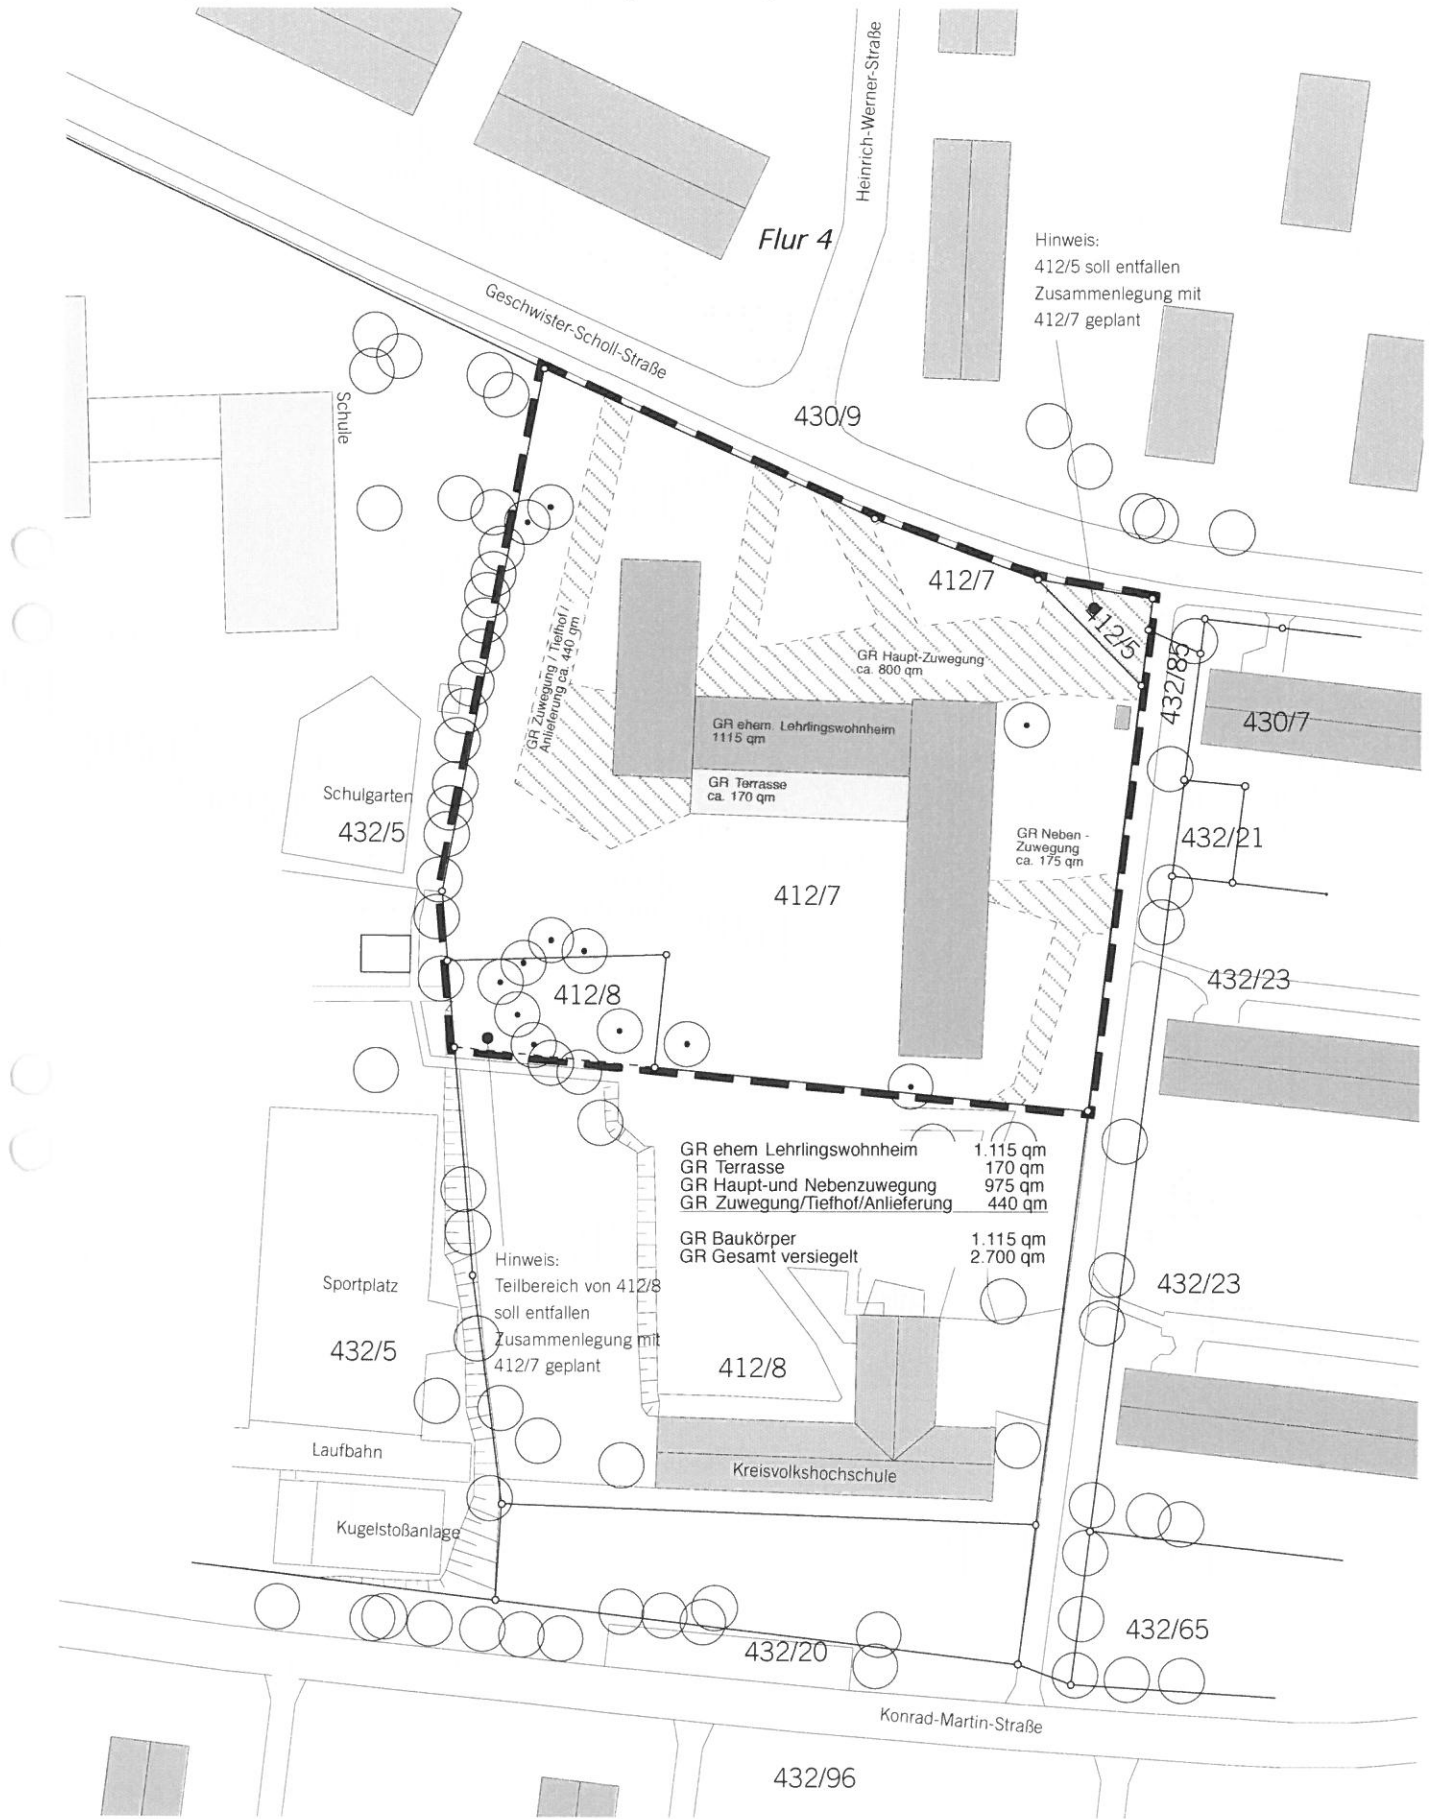 Heinrich-Werner-Straße
Flur 4
Hinweis:
412/5 soll entfallen
Zusammenlegung mit
412/7 geplant
Geschwister-Scholl-Straße
430/9
Schule
412/7
412/5
432/85
GR Zuwegung / Tiefhof /
Anlieferung ca. 440 qm
GR Haupt-Zuwegung
ca. 800 qm
GR ehem. Lehrlingswohnheim
1115 qm
430/7
GR Terrasse
ca. 170 qm
Schulgarten
432/5
GR Neben -
Zuwegung
ca. 175 qm
432/21
412/7
432/23
412/8
GR ehem Lehrlingswohnheim 1.115 qm
GR Terrasse 170 qm
GR Haupt-und Nebenzuwegung 975 qm
GR Zuwegung/Tiefhof/Anlieferung 440 qm
GR Baukörper 1.115 qm
GR Gesamt versiegelt 2.700 qm
Hinweis:
Teilbereich von 412/8
soll entfallen
Zusammenlegung mit
412/7 geplant
Sportplatz
432/5
432/23
412/8
Laufbahn
Kreisvolkshochschule
Kugelstoßanlage
432/20
432/65
Konrad-Martin-Straße
432/96